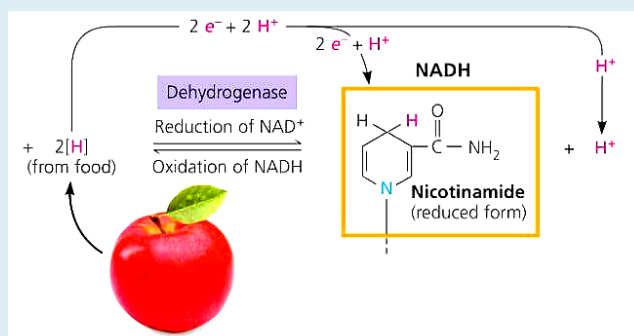 2 e⁻ + 2 H⁺
2 e⁻ + H⁺
NADH
H⁺
Dehydrogenase
Reduction of NAD⁺
Oxidation of NADH
+ 2[H]
(from food)
H H O
C – NH₂
N
Nicotinamide
(reduced form)
+ H⁺